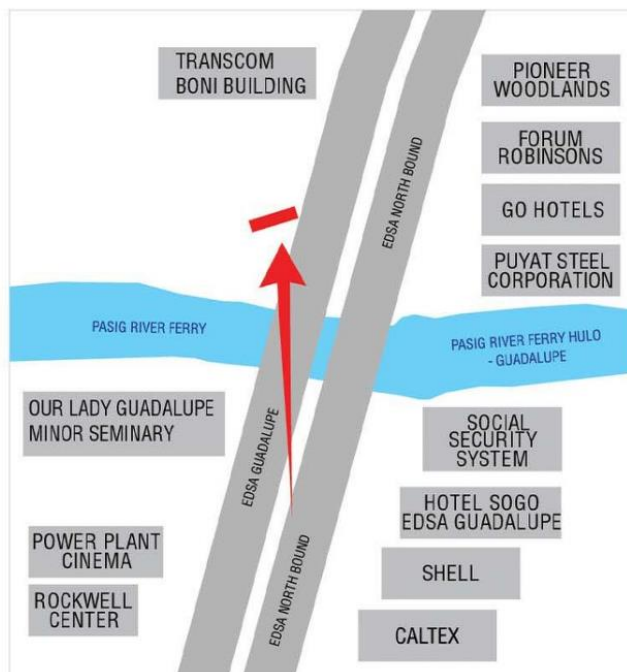 TRANSCOM
BONI BUILDING
PIONEER
WOODLANDS
FORUM
ROBINSONS
GO HOTELS
PUYAT STEEL
CORPORATION
EDSA NORTH BOUND
PASIG RIVER FERRY
PASIG RIVER FERRY HULO
- GUADALUPE
OUR LADY GUADALUPE
MINOR SEMINARY
EDSA GUADALUPE
SOCIAL
SECURITY
SYSTEM
HOTEL SOGO
EDSA GUADALUPE
POWER PLANT
CINEMA
EDSA NORTH BOUND
SHELL
ROCKWELL
CENTER
CALTEX